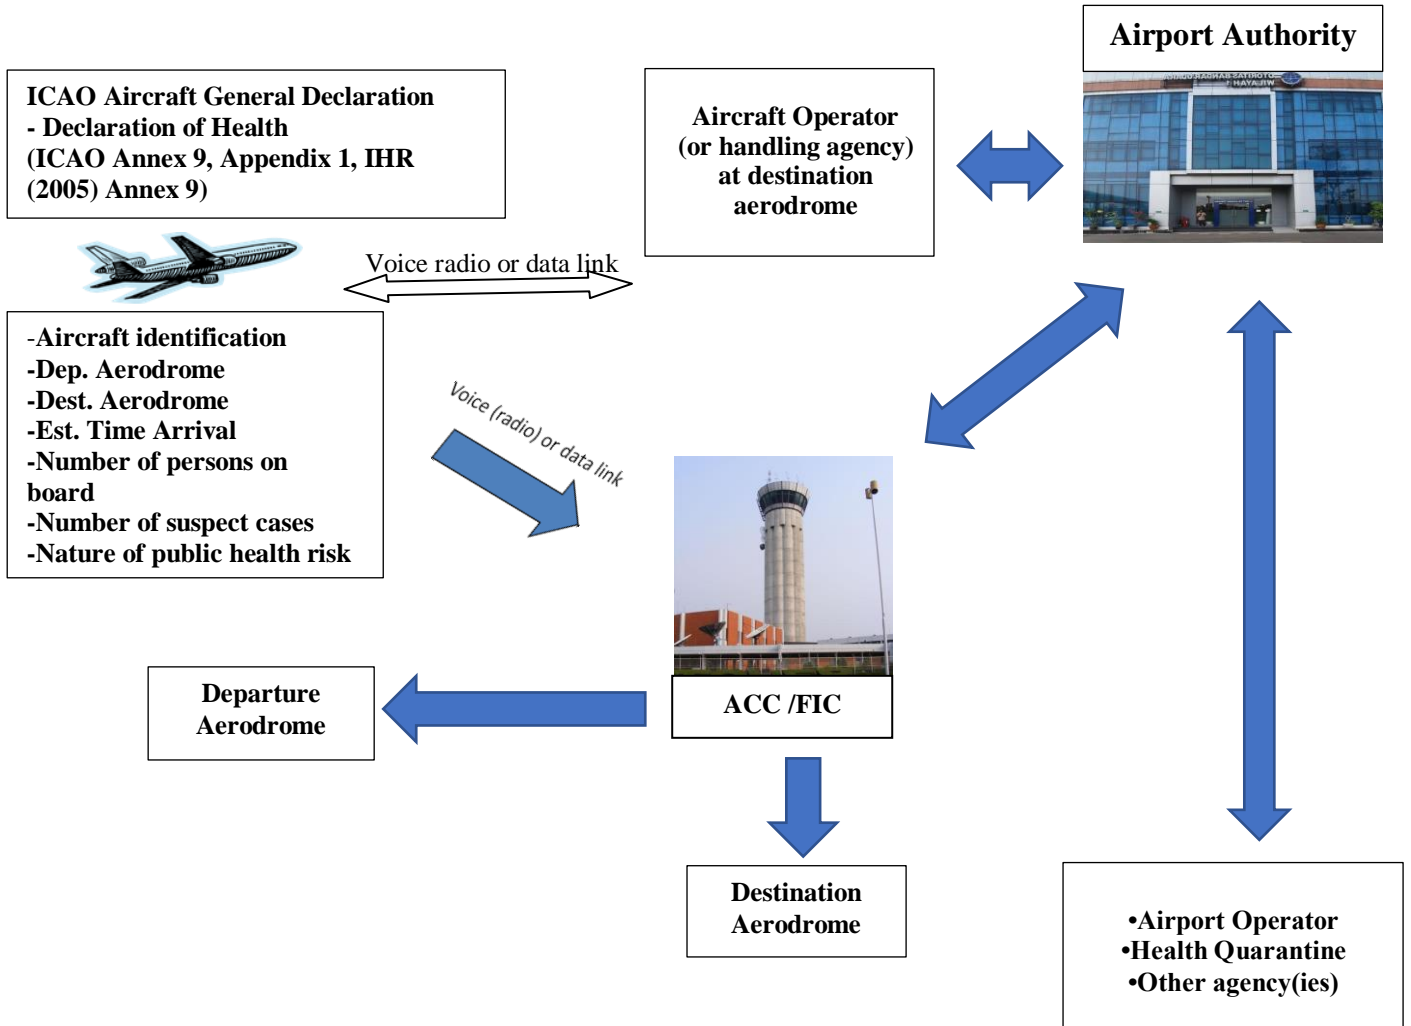 Airport Authority
ICAO Aircraft General Declaration
- Declaration of Health
(ICAO Annex 9, Appendix 1, IHR
(2005) Annex 9)
Aircraft Operator
(or handling agency)
at destination
aerodrome
Voice radio or data link
-Aircraft identification
-Dep. Aerodrome
-Dest. Aerodrome
-Est. Time Arrival
-Number of persons on
board
-Number of suspect cases
-Nature of public health risk
Voice (radio) or data link
ACC /FIC
Departure
Aerodrome
Destination
Aerodrome
•Airport Operator
•Health Quarantine
•Other agency(ies)